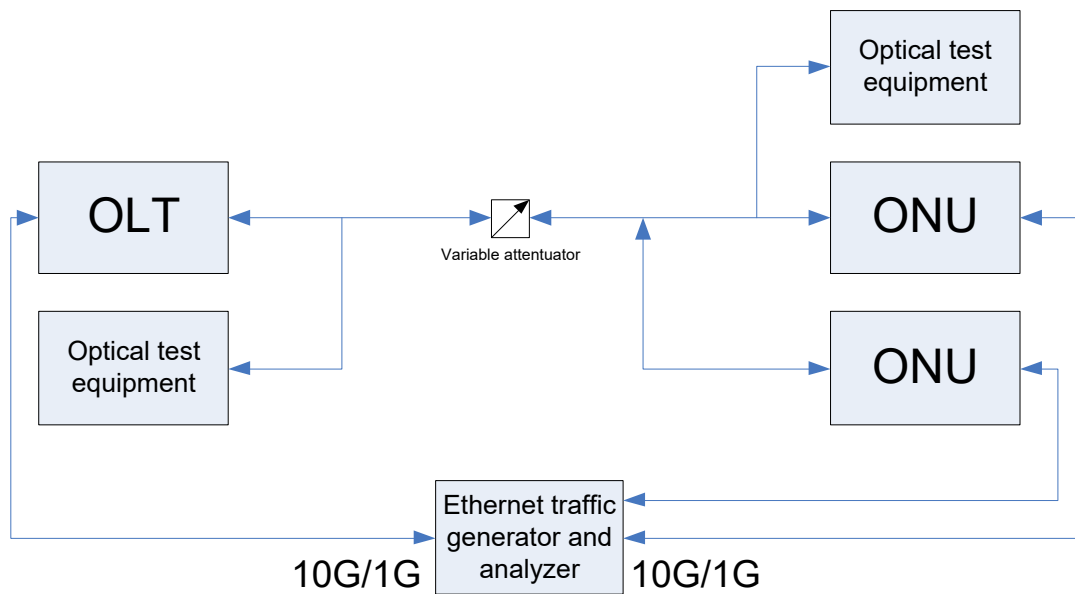 Optical test
equipment
OLT
ONU
Variable attentuator
Optical test
equipment
ONU
Ethernet traffic
generator and
analyzer
10G/1G
10G/1G